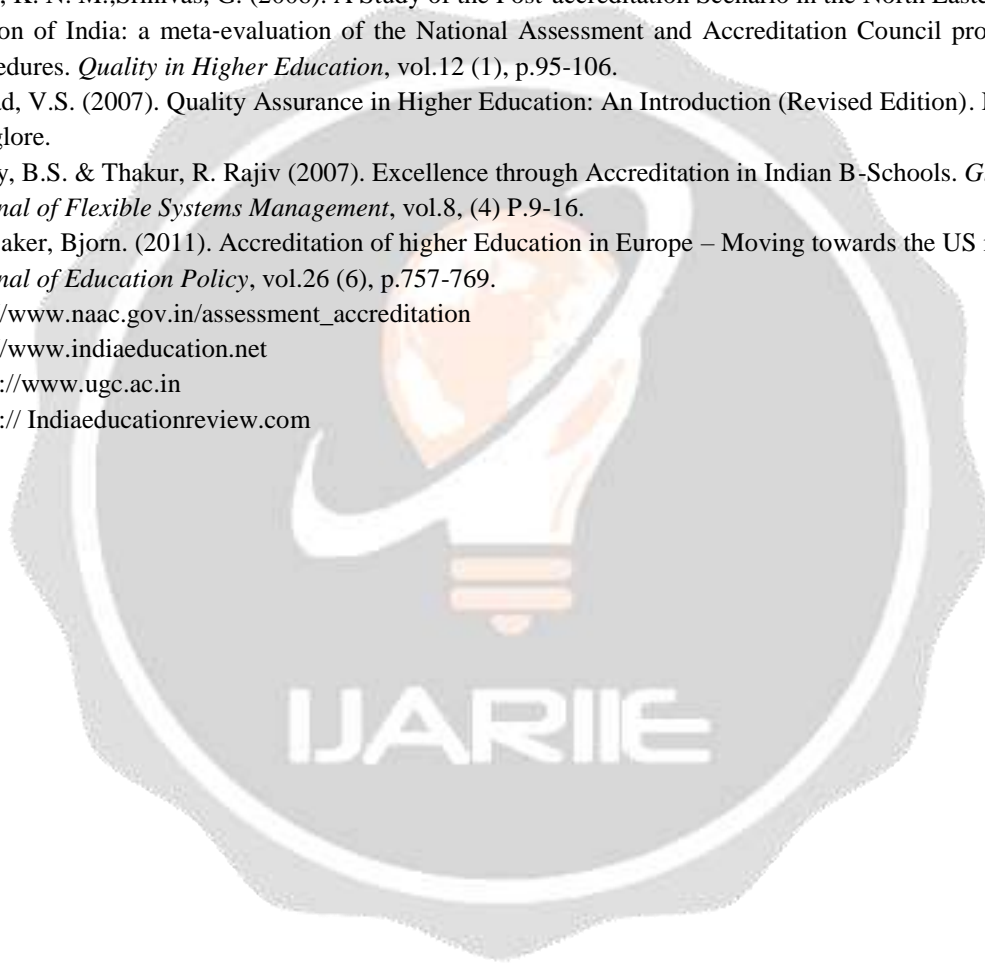 K. N. M.,Srinivas, G. (2006). A Study of the Post-accreditation Scenario in the North Easte
on of India: a meta-evaluation of the National Assessment and Accreditation Council pro
edures. Quality in Higher Education, vol.12 (1), p.95-106.
ad, V.S. (2007). Quality Assurance in Higher Education: An Introduction (Revised Edition).
glore.
y, B.S. & Thakur, R. Rajiv (2007). Excellence through Accreditation in Indian B-Schools. G
nal of Flexible Systems Management, vol.8, (4) P.9-16.
aker, Bjorn. (2011). Accreditation of higher Education in Europe – Moving towards the US
nal of Education Policy, vol.26 (6), p.757-769.
/www.naac.gov.in/assessment_accreditation
/www.indiaeducation.net
://www.ugc.ac.in
:// Indiaeducationreview.com
IJARIIE